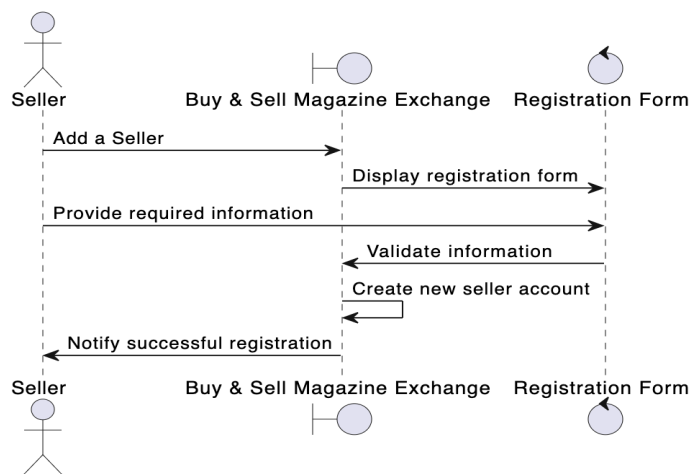 Seller
Buy & Sell Magazine Exchange
Registration Form
Add a Seller
Display registration form
Provide required information
Validate information
Create new seller account
Notify successful registration
Seller
Buy & Sell Magazine Exchange
Registration Form